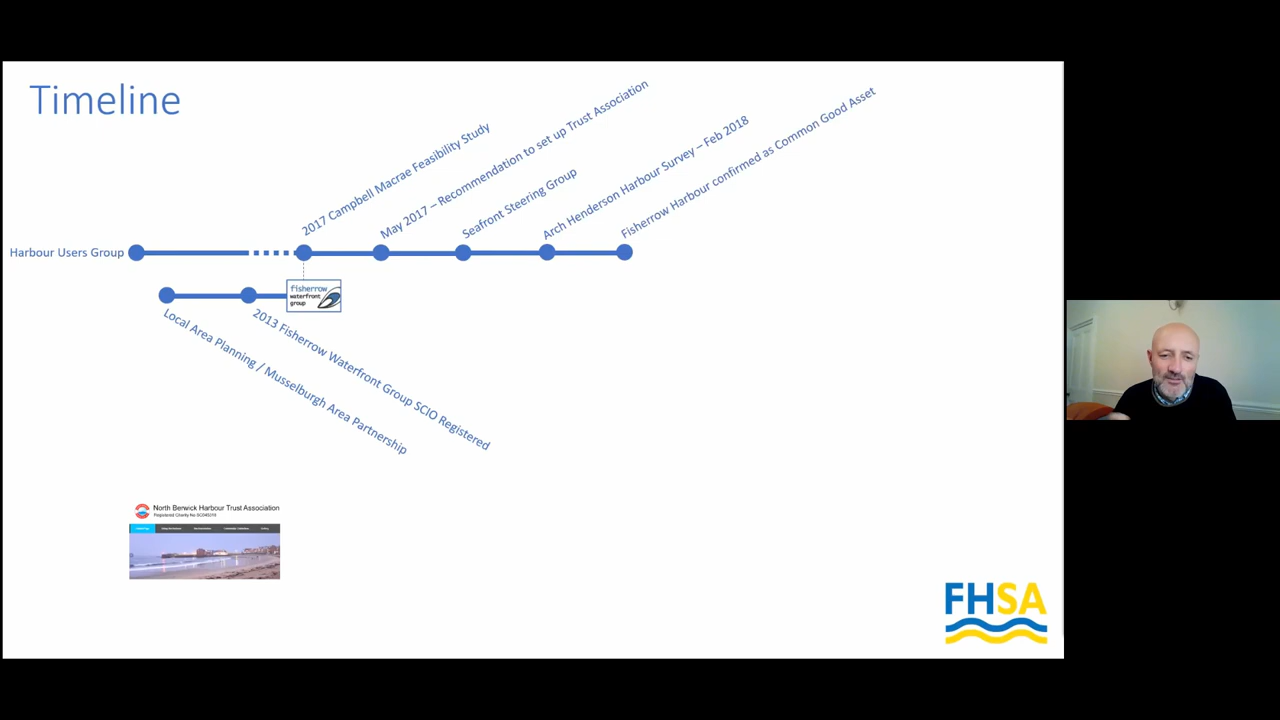 Timeline
2017 Campbell Macrae Feasibility Study
May 2017 – Recommendation to set up Trust Association
Seafront Steering Group
Arch Henderson Harbour Survey – Feb 2018
Fisherrow Harbour confirmed as Common Good Asset
Harbour Users Group
fisherrow
waterfront
group
Local Area Planning / Musselburgh Area Partnership
2013 Fisherrow Waterfront Group SCIO Registered
North Berwick Harbour Trust Association
FHSA